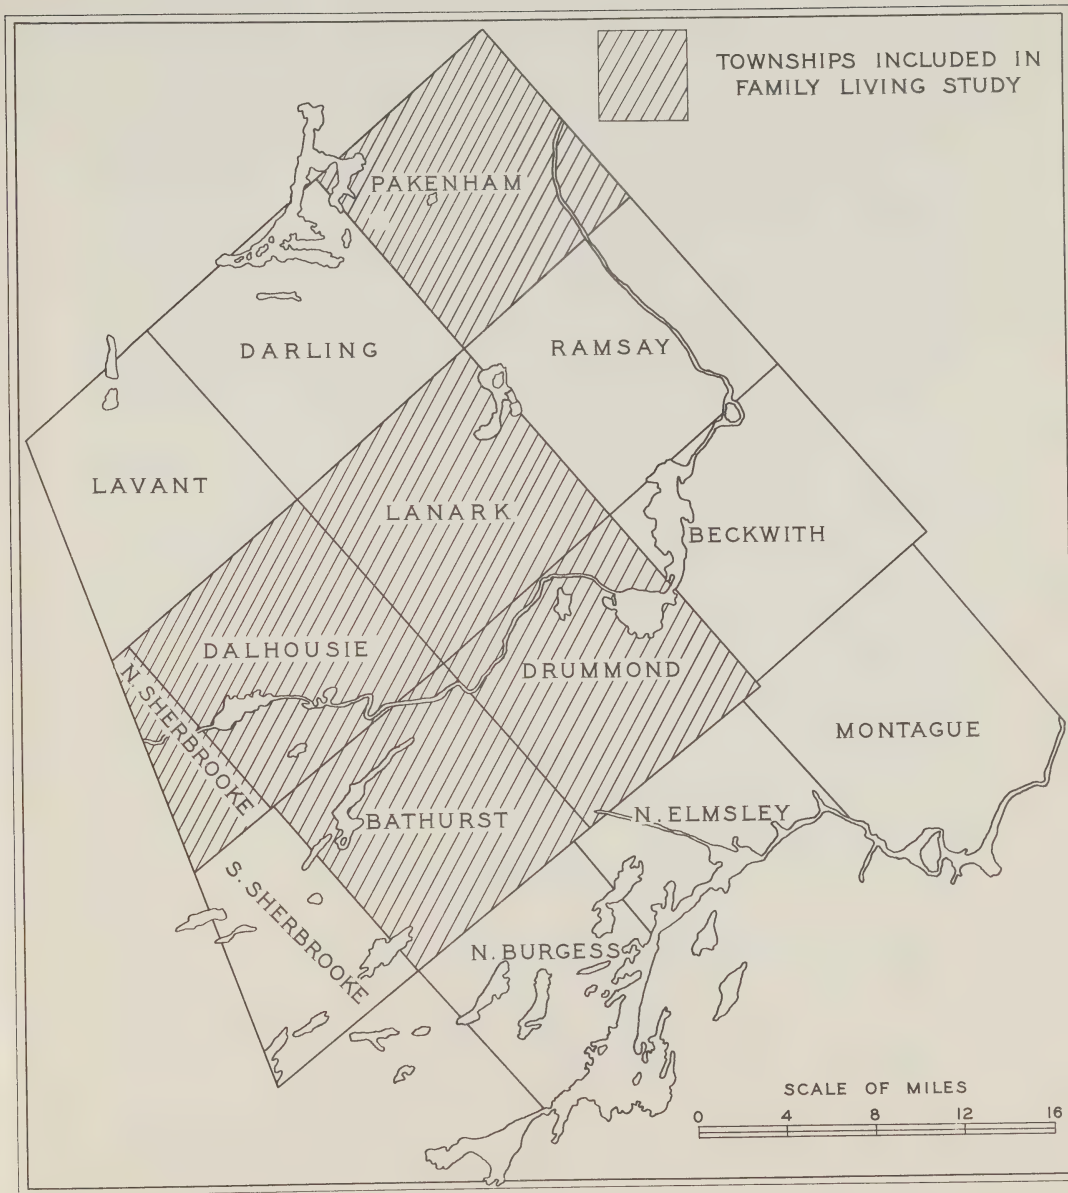 TOWNSHIPS INCLUDED IN
FAMILY LIVING STUDY
PAKENHAM
DARLING
RAMSAY
LAVANT
LANARK
BECKWITH
DALHOUSIE
DRUMMOND
N. SHERBROOKE
MONTAGUE
BATHURST
N. ELMSLEY
S. SHERBROOKE
N. BURGESS
SCALE OF MILES
0 4 8 12 16